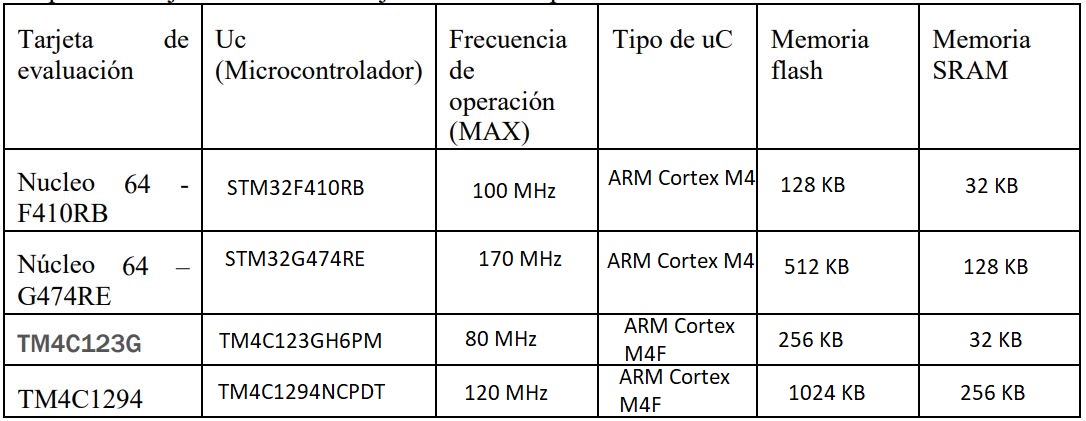 Tarjeta de evaluación
Uc (Microcontrolador)
Frecuencia de operación (MAX)
Tipo de uC
Memoria flash
Memoria SRAM
Nucleo 64 - F410RB
STM32F410RB
100 MHz
ARM Cortex M4
128 KB
32 KB
Núcleo 64 – G474RE
STM32G474RE
170 MHz
ARM Cortex M4
512 KB
128 KB
TM4C123G
TM4C123GH6PM
80 MHz
ARM Cortex M4F
256 KB
32 KB
TM4C1294
TM4C1294NCPDT
120 MHz
ARM Cortex M4F
1024 KB
256 KB